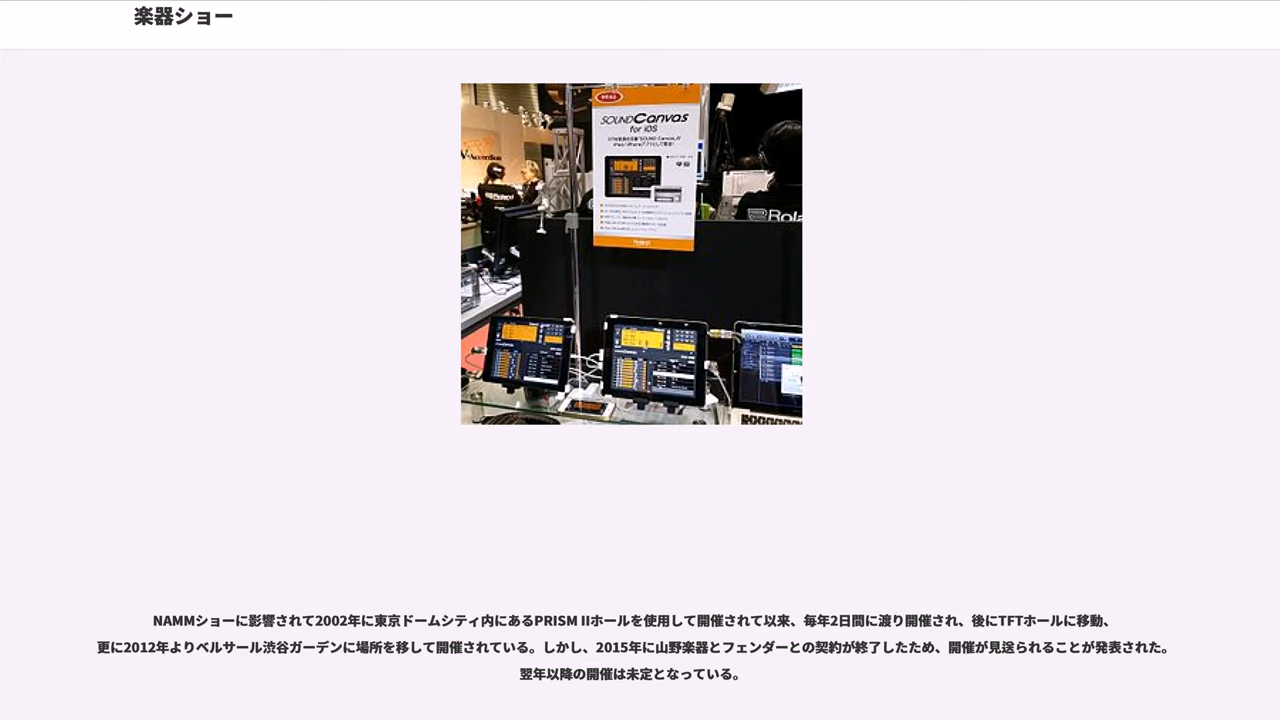 楽器ショー
SOUND Canvas
for iOS
Roland
NAMMショーに影響されて2002年に東京ドームシティ内にあるPRISM IIホールを使用して開催されて以来、毎年2日間に渡り開催され、後にTFTホールに移動、
更に2012年よりベルサール渋谷ガーデンに場所を移して開催されている。しかし、2015年に山野楽器とフェンダーとの契約が終了したため、開催が見送られることが発表された。
翌年以降の開催は未定となっている。